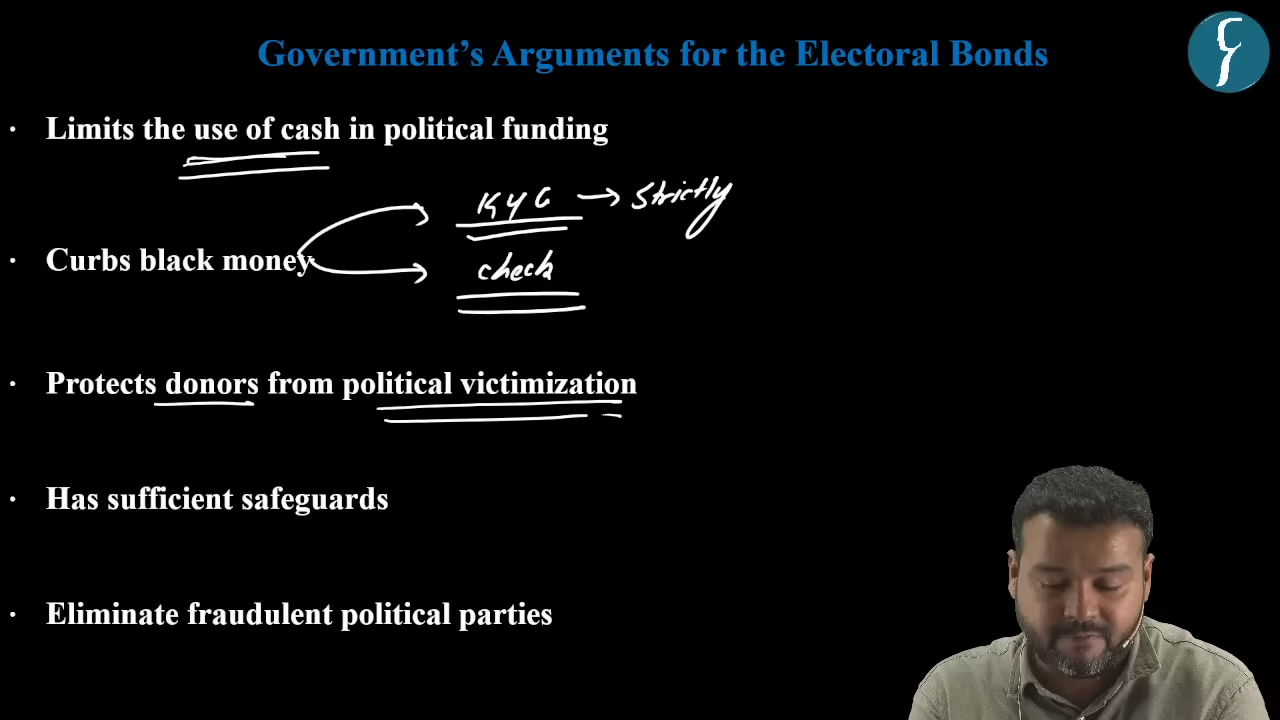 Government’s Arguments for the Electoral Bonds
· Limits the use of cash in political funding
KYC → Strictly
· Curbs black money
check
· Protects donors from political victimization
· Has sufficient safeguards
· Eliminate fraudulent political parties